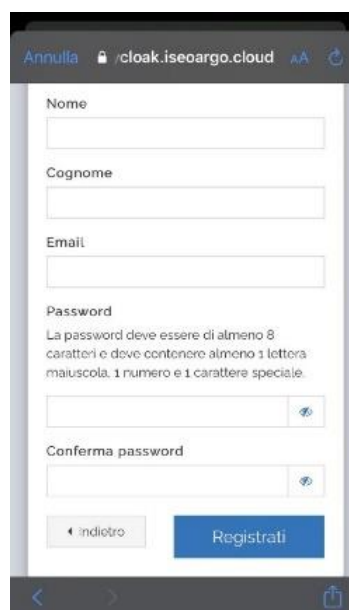 Annulla /cloak.iseoargo.cloud AA
Nome
Cognome
Email
Password
La password deve essere di almeno 8
caratteri e deve contenere almeno 1 lettera
maiuscola, 1 numero e 1 carattere speciale.
Conferma password
Indietro Registrati